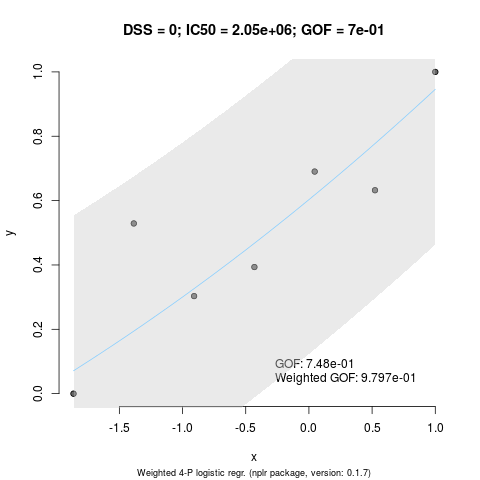 DSS = 0; IC50 = 2.05e+06; GOF = 7e-01
y
1.0
0.8
0.6
0.4
0.2
0.0
GOF: 7.48e-01
Weighted GOF: 9.797e-01
-1.5 -1.0 -0.5 0.0 0.5 1.0
x
Weighted 4-P logistic regr. (nplr package, version: 0.1.7)